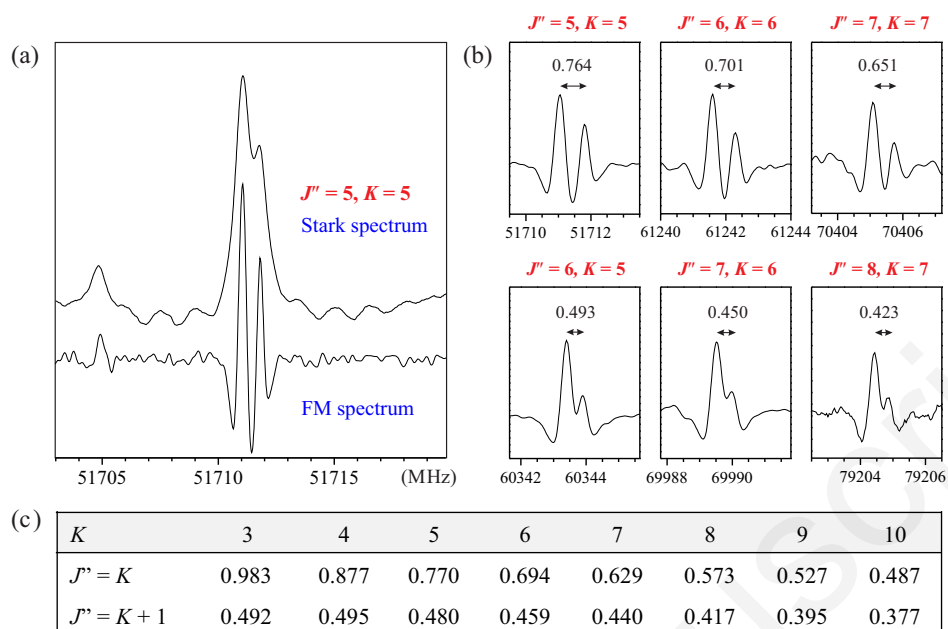 (a)
J″ = 5, K = 5
Stark spectrum
FM spectrum
51705 51710 51715 (MHz)
(b)
J″ = 5, K = 5 J″ = 6, K = 6 J″ = 7, K = 7
0.764 0.701 0.651
51710 51712 61240 61242 61244 70404 70406
J″ = 6, K = 5 J″ = 7, K = 6 J″ = 8, K = 7
0.493 0.450 0.423
60342 60344 69988 69990 79204 79206
(c)
K 3 4 5 6 7 8 9 10
J” = K 0.983 0.877 0.770 0.694 0.629 0.573 0.527 0.487
J” = K + 1 0.492 0.495 0.480 0.459 0.440 0.417 0.395 0.377